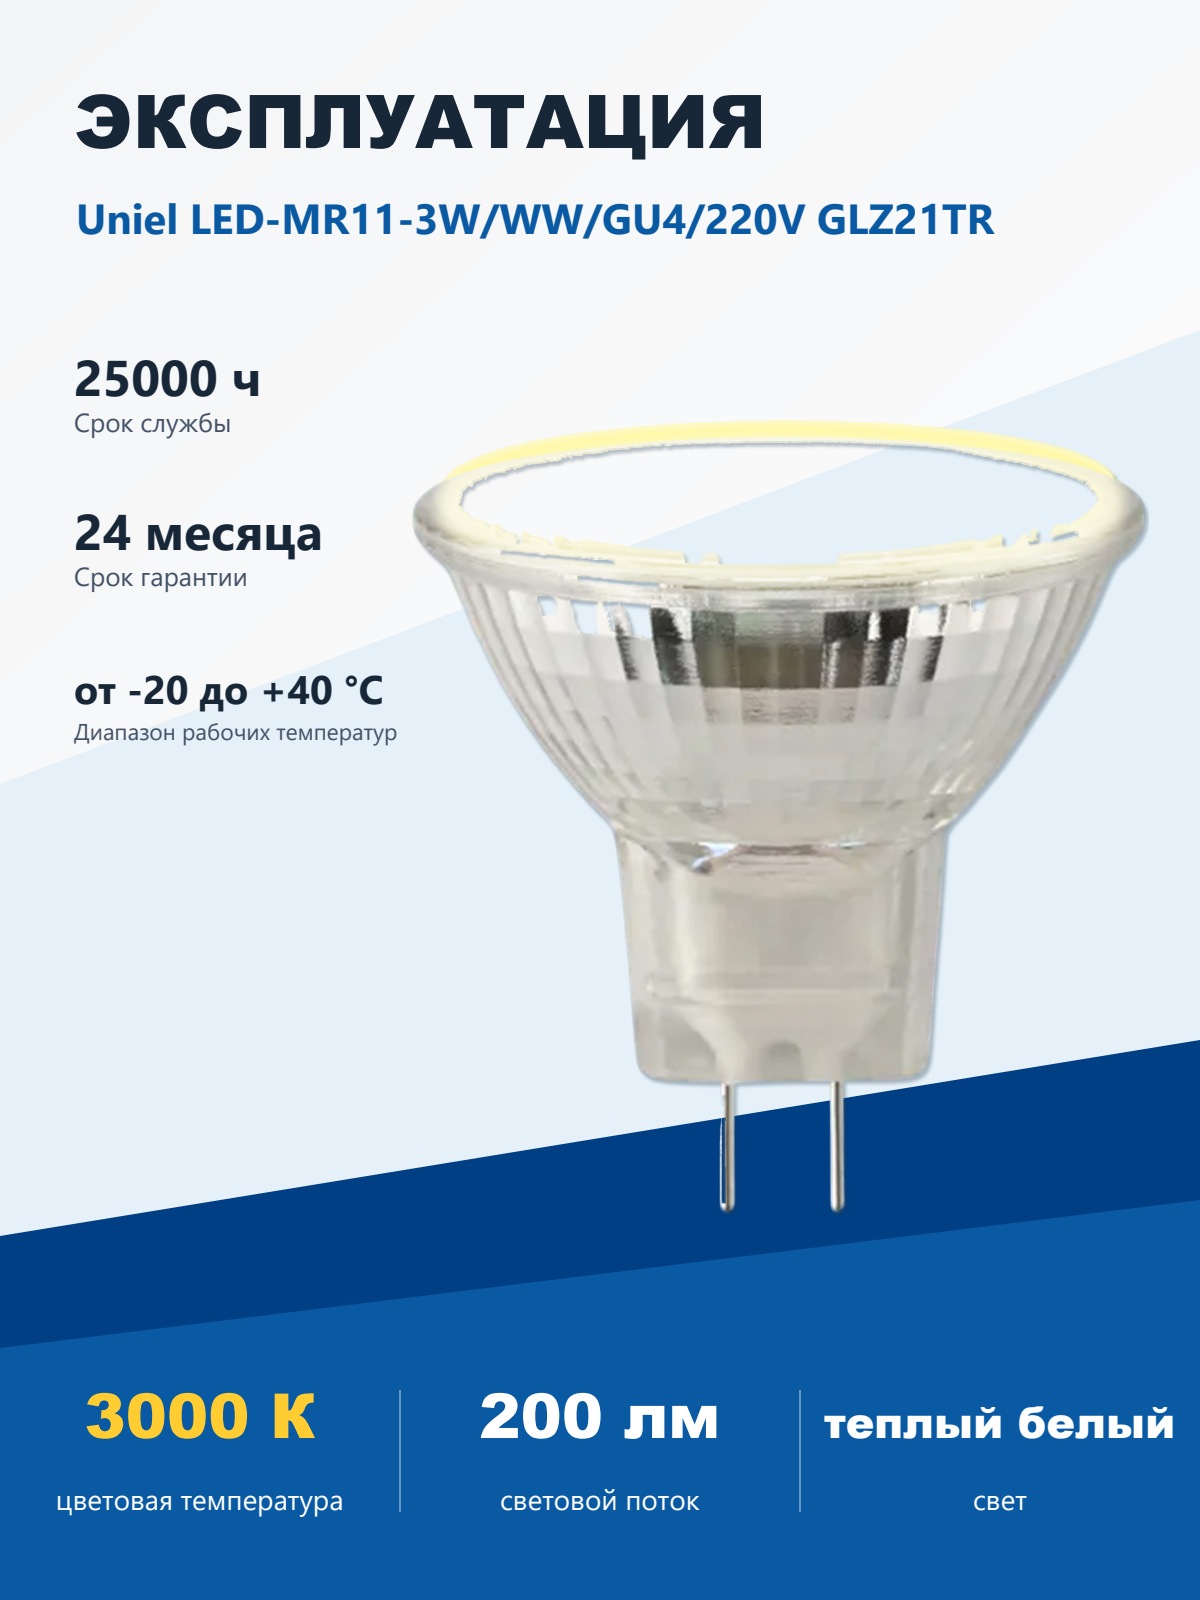 ЭКСПЛУАТАЦИЯ
Uniel LED-MR11-3W/WW/GU4/220V GLZ21TR
25000 ч
Срок службы
24 месяца
Срок гарантии
от -20 до +40 °C
Диапазон рабочих температур
3000 К
цветовая температура
200 лм
световой поток
теплый белый
свет